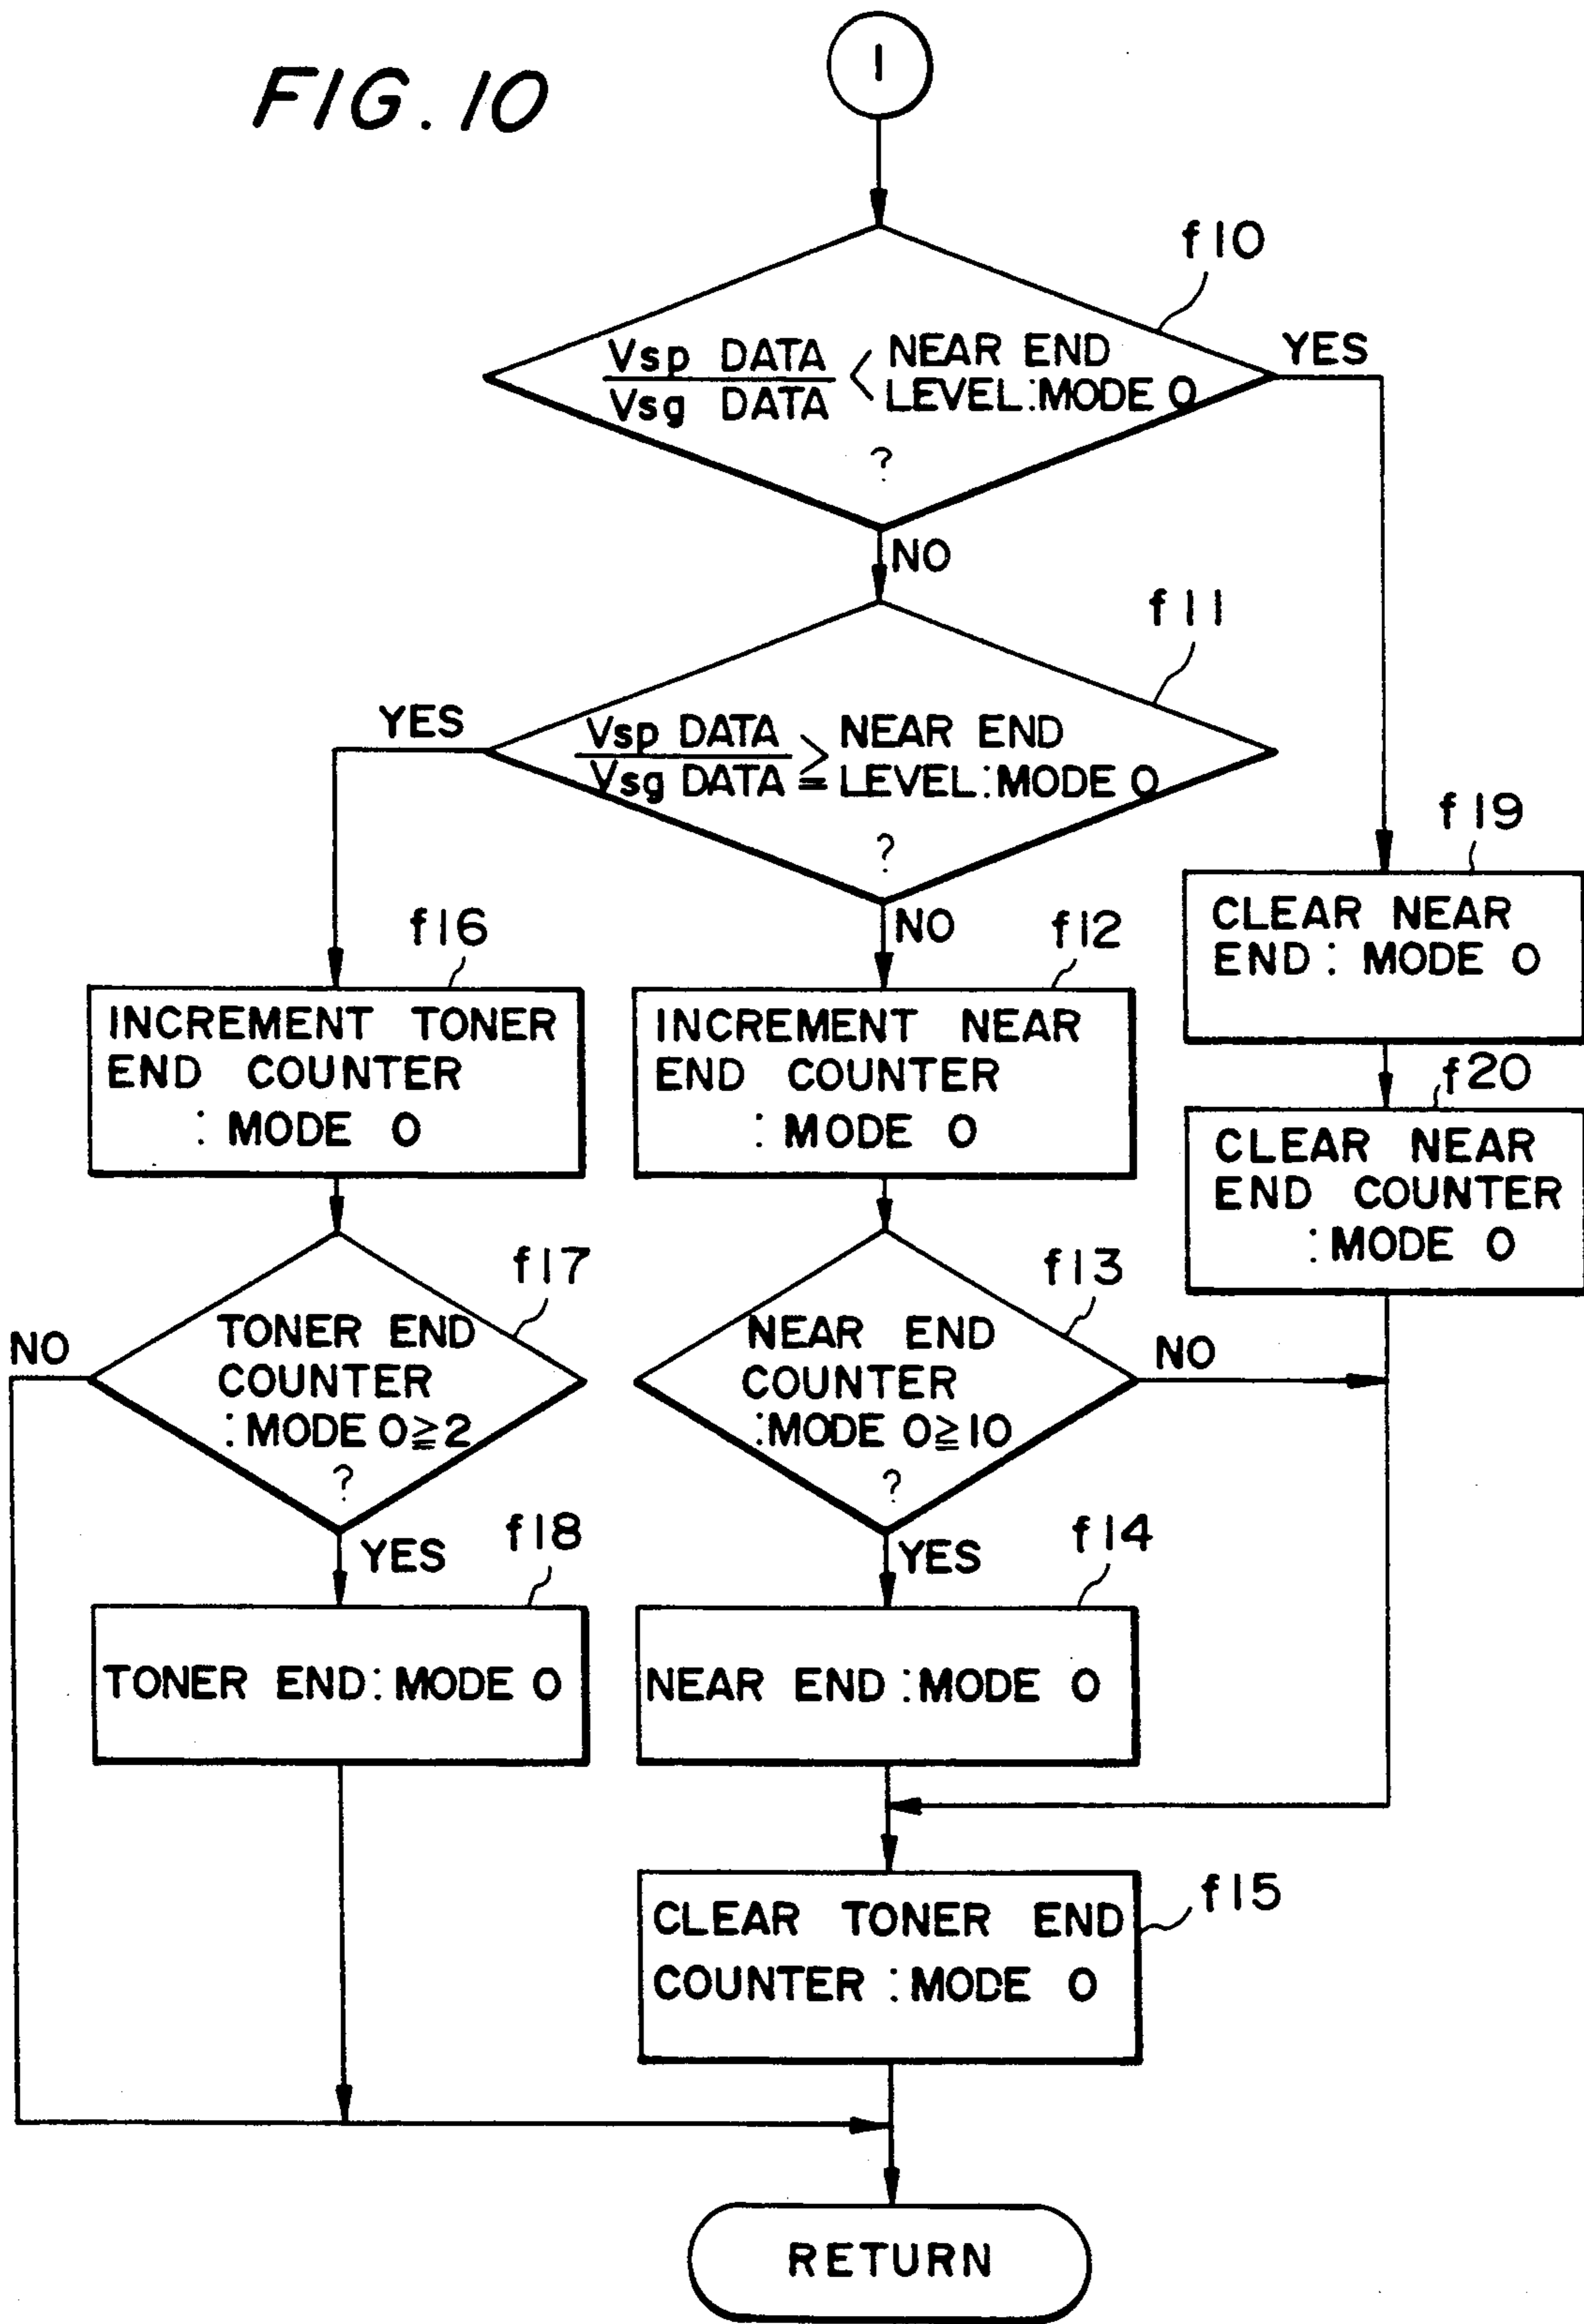 FIG. 10
1
f10
Vsp DATA
Vsg DATA
<
NEAR END
LEVEL:MODE 0
?
YES
NO
f11
YES
Vsp DATA
Vsg DATA
≧
NEAR END
LEVEL:MODE 0
?
NO
f19
CLEAR NEAR
END: MODE 0
f16
INCREMENT TONER
END COUNTER
: MODE 0
f12
INCREMENT NEAR
END COUNTER
: MODE 0
f20
CLEAR NEAR
END COUNTER
:MODE 0
f17
NO
TONER END
COUNTER
:MODE 0≧2
?
YES
f13
NEAR END
COUNTER
:MODE 0≧10
?
NO
YES
f18
TONER END:MODE 0
f14
NEAR END:MODE 0
f15
CLEAR TONER END
COUNTER :MODE 0
RETURN